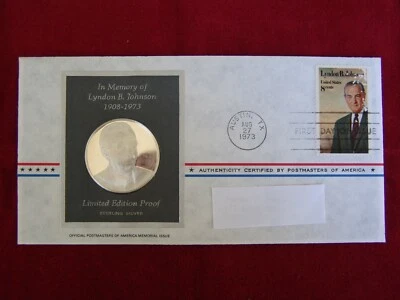 In Memory of
Lyndon B. Johnson
1908-1973
Limited Edition Proof
STERLING SILVER
OFFICIAL POSTMASTERS OF AMERICA MEMORIAL ISSUE
AUSTIN, TX
AUG
27
1973
Lyndon B. Johnson
United States
8 cents
FIRST DAY OF ISSUE
AUTHENTICITY CERTIFIED BY POSTMASTERS OF AMERICA